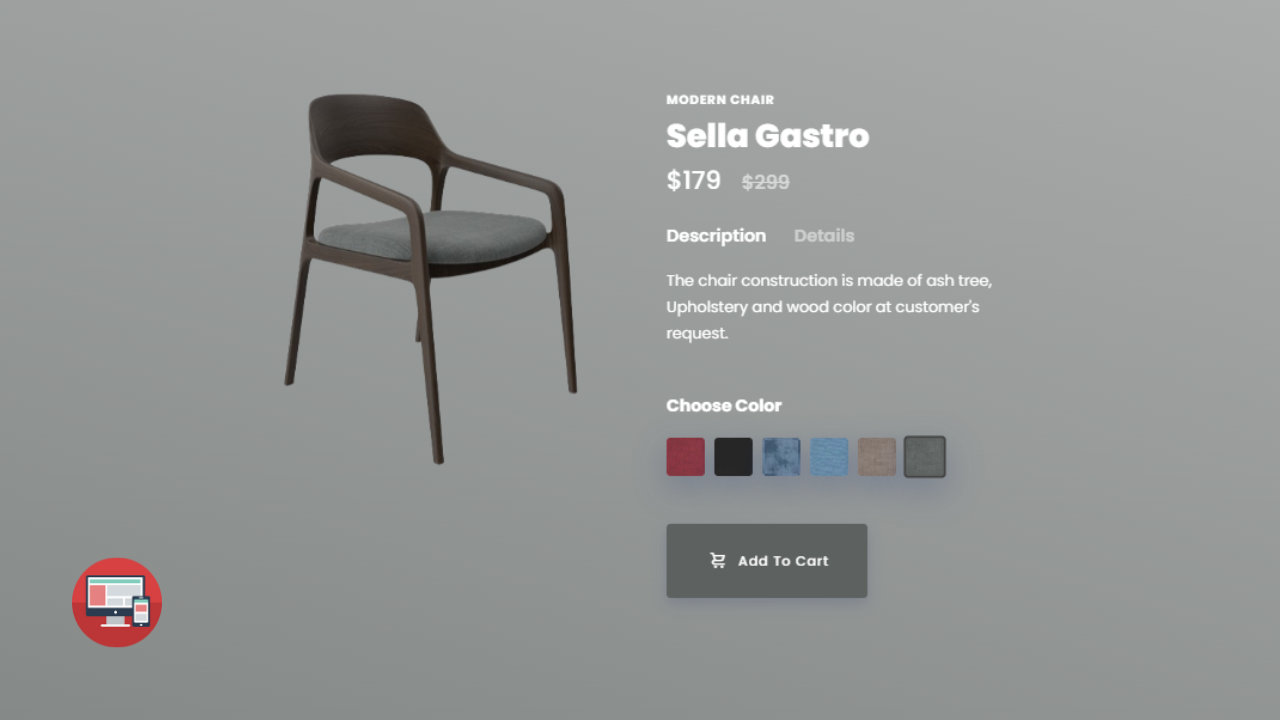 MODERN CHAIR
Sella Gastro
$179 $299
Description Details
The chair construction is made of ash tree,
Upholstery and wood color at customer's
request.
Choose Color
Add To Cart